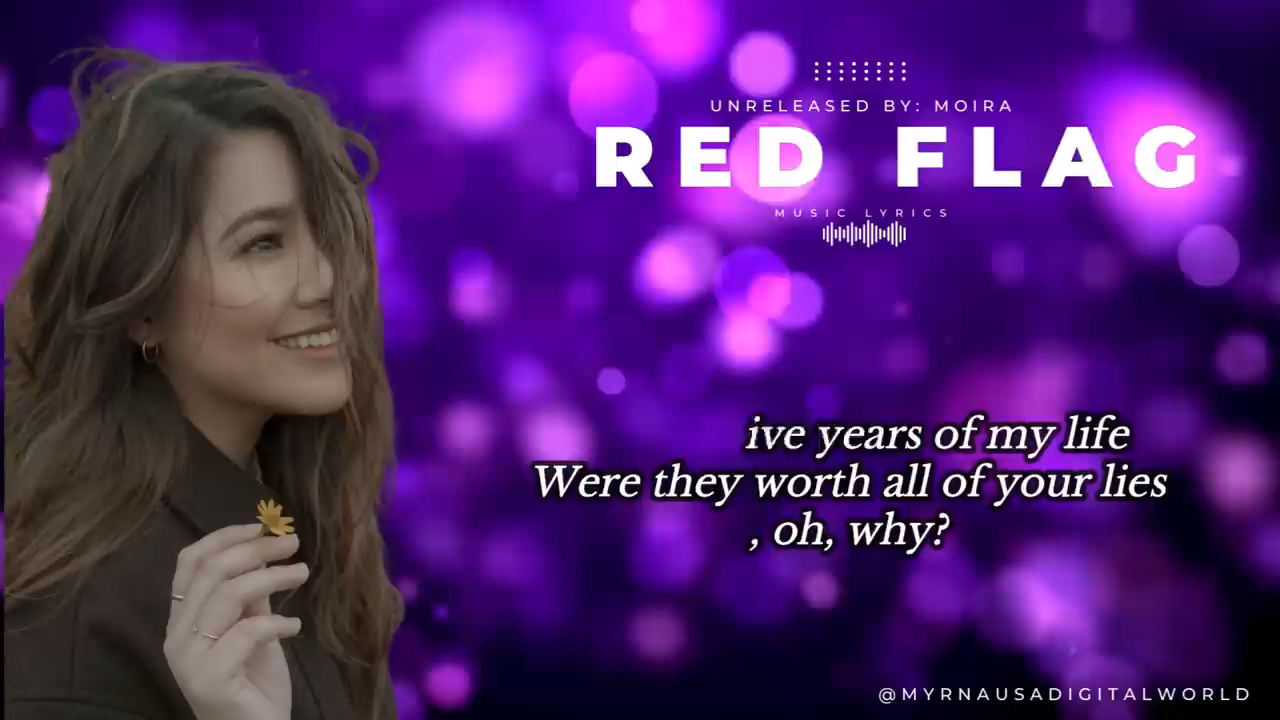 UNRELEASED BY: MOIRA
RED FLAG
MUSIC LYRICS
ive years of my life
Were they worth all of your lies
, oh, why?
@MYRNAUSADIGITALWORLD